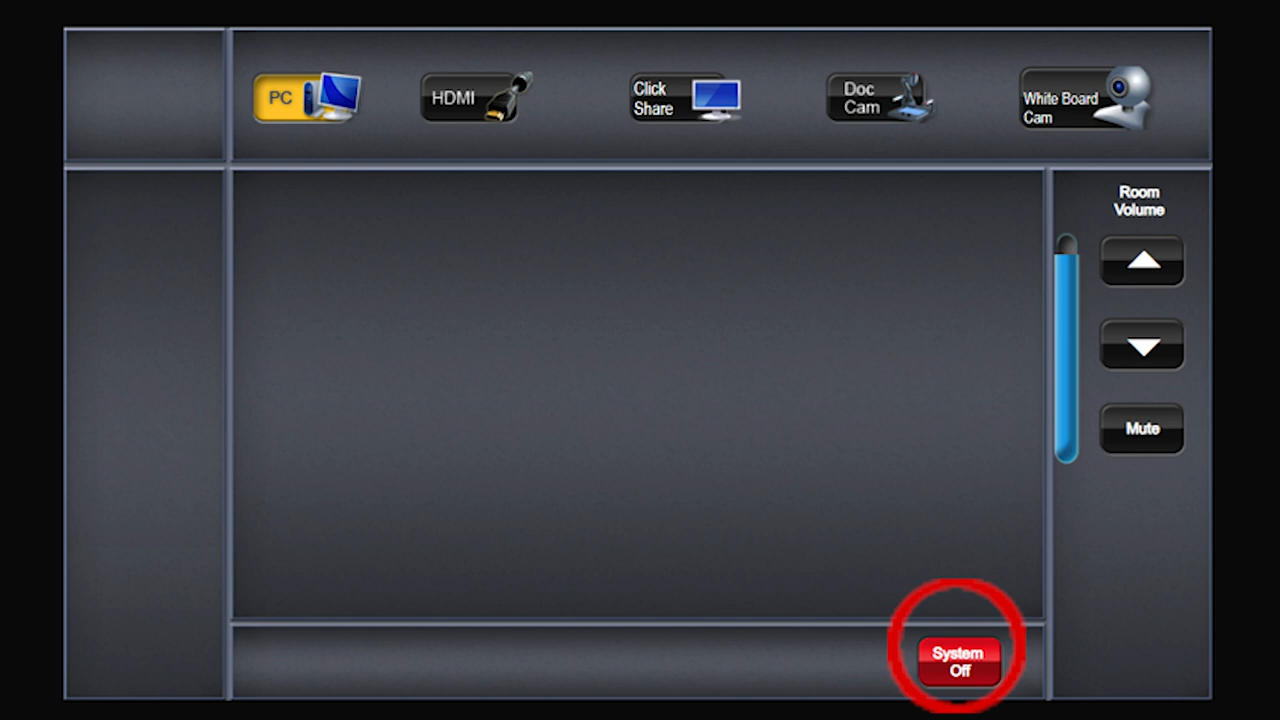 PC
HDMI
Click
Share
Doc
Cam
White Board
Cam
Room
Volume
Mute
System
Off